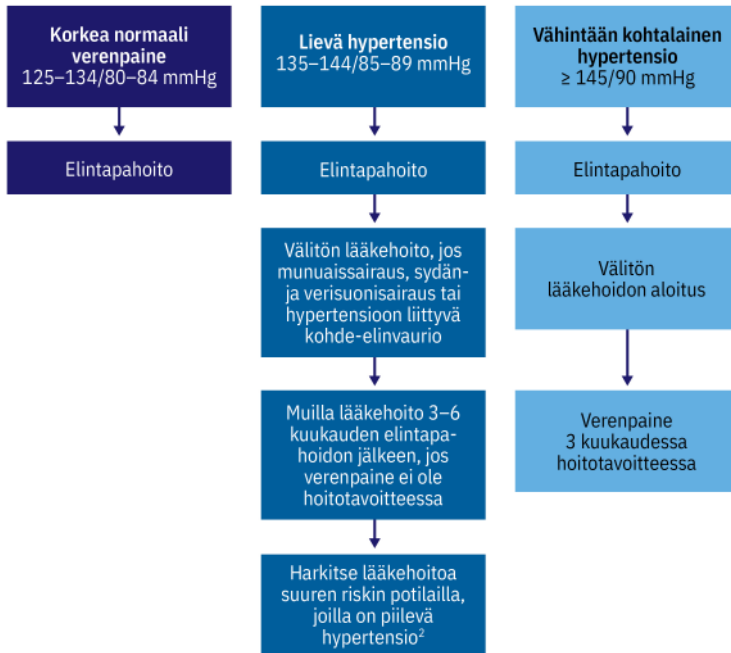 Korkea normaali
verenpaine
125–134/80–84 mmHg
Elintapahoito
Lievä hypertensio
135–144/85–89 mmHg
Elintapahoito
Välitön lääkehoito, jos
munuaissairaus, sydän-
ja verisuonisairaus tai
hypertensioon liittyvä
kohde-elinvaurio
Muilla lääkehoito 3–6
kuukauden elintapa-
hoidon jälkeen, jos
verenpaine ei ole
hoitotavoitteessa
Harkitse lääkehoitoa
suuren riskin potilailla,
joilla on piilevä
hypertensio²
Vähintään kohtalainen
hypertensio
≥ 145/90 mmHg
Elintapahoito
Välitön
lääkehoidon aloitus
Verenpaine
3 kuukaudessa
hoitotavoitteessa